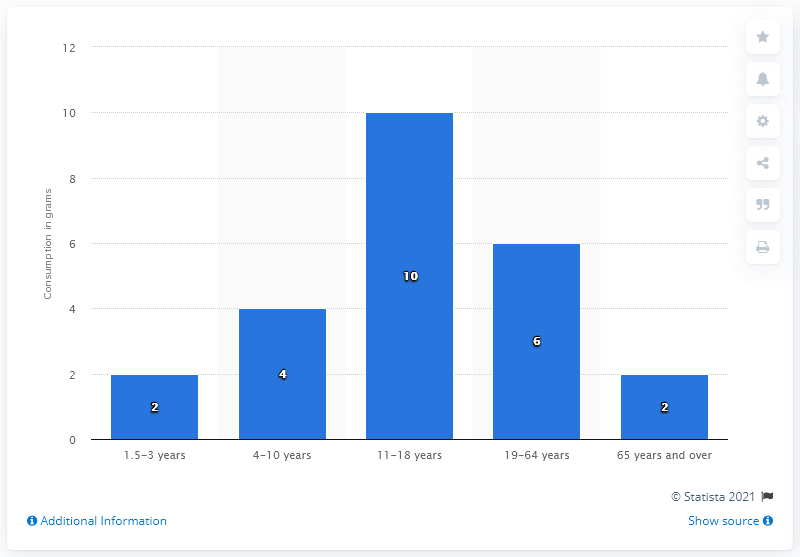 12
10
8
6
4
2
0
Consumption in grams
2
4
10
6
2
1.5-3 years
4-10 years
11-18 years
19-64 years
65 years and over
© Statista 2021
Additional Information
Show source